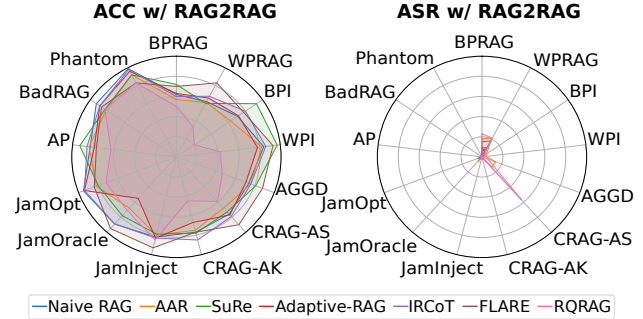 ACC w/ RAG2RAG
BPRAG
WPRAG
BPI
WPI
AGGD
CRAG-AS
CRAG-AK
JamInject
JamOracle
JamOpt
AP
BadRAG
Phantom
ASR w/ RAG2RAG
BPRAG
WPRAG
BPI
WPI
AGGD
CRAG-AS
CRAG-AK
JamInject
JamOracle
JamOpt
AP
BadRAG
Phantom
Naive RAG AAR SuRe Adaptive-RAG IRCoT FLARE RQRAG